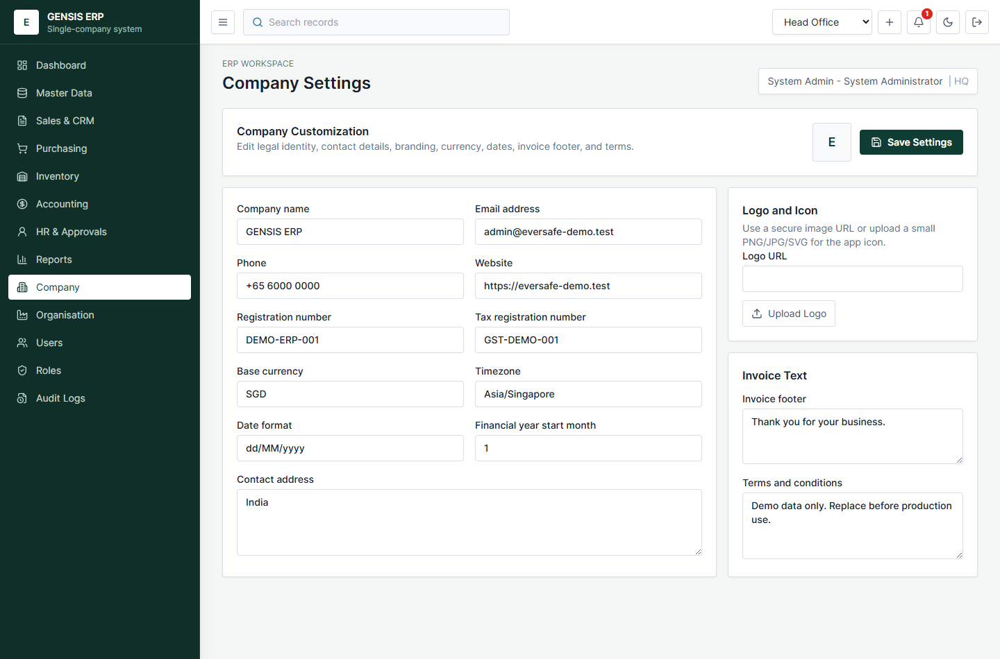 E
GENSIS ERP
Single-company system
Dashboard
Master Data
Sales & CRM
Purchasing
Inventory
Accounting
HR & Approvals
Reports
Company
Organisation
Users
Roles
Audit Logs
Search records
Head Office
1
ERP WORKSPACE
Company Settings
System Admin - System Administrator | HQ
Company Customization
Edit legal identity, contact details, branding, currency, dates, invoice footer, and terms.
E
Save Settings
Company name
GENSIS ERP
Email address
admin@eversafe-demo.test
Phone
+65 6000 0000
Website
https://eversafe-demo.test
Registration number
DEMO-ERP-001
Tax registration number
GST-DEMO-001
Base currency
SGD
Timezone
Asia/Singapore
Date format
dd/MM/yyyy
Financial year start month
1
Contact address
India
Logo and Icon
Use a secure image URL or upload a small
PNG/JPG/SVG for the app icon.
Logo URL
Upload Logo
Invoice Text
Invoice footer
Thank you for your business.
Terms and conditions
Demo data only. Replace before production
use.